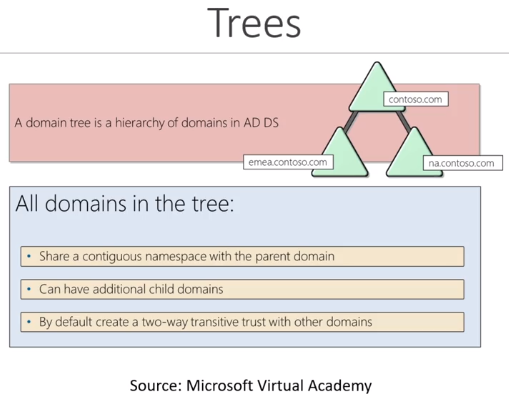 Trees
contoso.com
A domain tree is a hierarchy of domains in AD DS
emea.contoso.com
na.contoso.com
All domains in the tree:
• Share a contiguous namespace with the parent domain
• Can have additional child domains
• By default create a two-way transitive trust with other domains
Source: Microsoft Virtual Academy